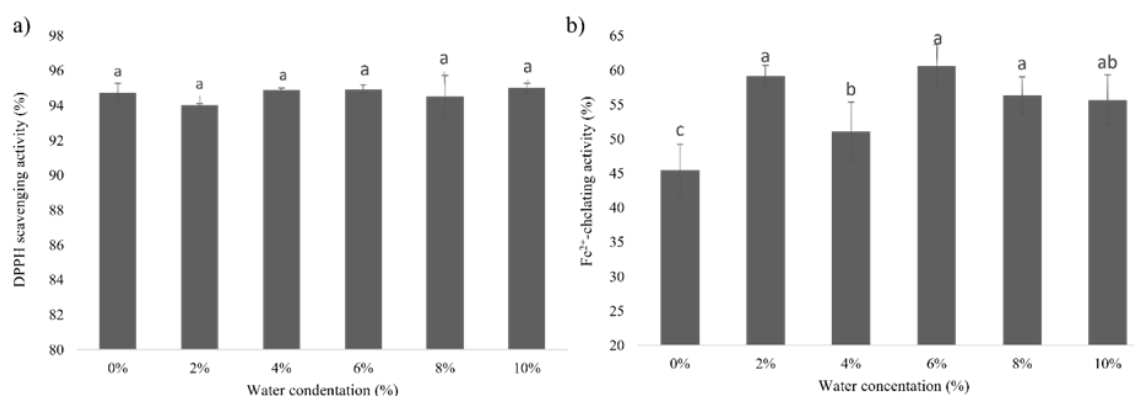 a)
DPPH scavenging activity (%)
98
96
94
92
90
88
86
84
82
80
a
a
a
a
a
a
0%
2%
4%
6%
8%
10%
Water condentation (%)
b)
Fe²⁺-chelating activity (%)
65
60
55
50
45
40
35
30
25
20
c
a
b
a
a
ab
0%
2%
4%
6%
8%
10%
Water concentation (%)